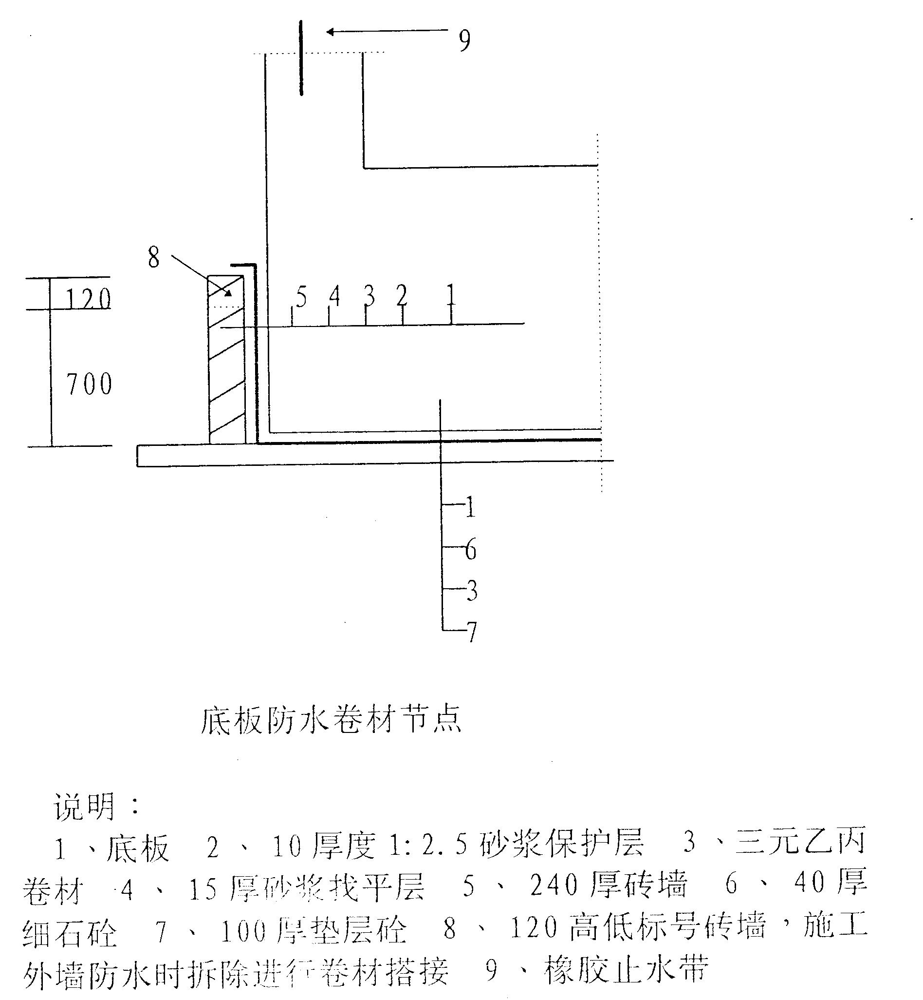 9
8
120
5 4 3 2 1
700
1
6
3
7
底板防水卷材节点
说明：
1、底板 2、10厚度1:2.5砂浆保护层 3、三元乙丙
卷材 4、15厚砂浆找平层 5、240厚砖墙 6、40厚
细石砼 7、100厚垫层砼 8、120高低标号砖墙，施工
外墙防水时拆除进行卷材搭接 9、橡胶止水带